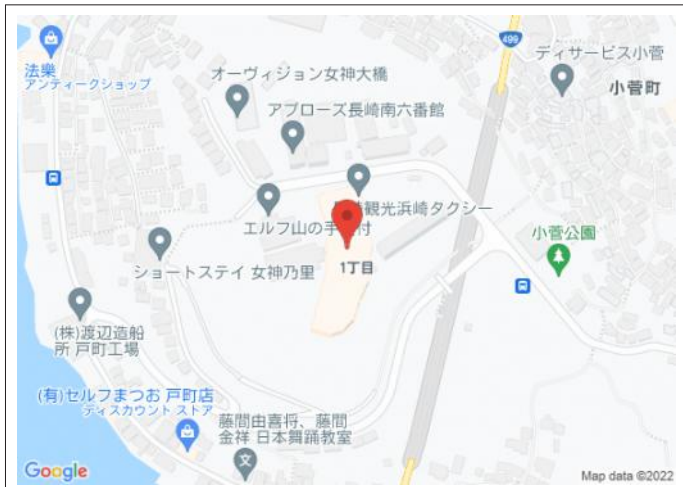 法樂
アンティークショップ
オーヴィジョン女神大橋
アプローズ長崎南六番館
499
デイサービス小菅
小菅町
観光浜崎タクシー
エルフ山の手
付
1丁目
ショートステイ 女神乃里
小菅公園
(株)渡辺造船
所 戸町工場
(有)セルフまつお 戸町店
ディスカウント ストア
藤間由喜将、藤間
金祥 日本舞踊教室
文
Google
Map data ©2022